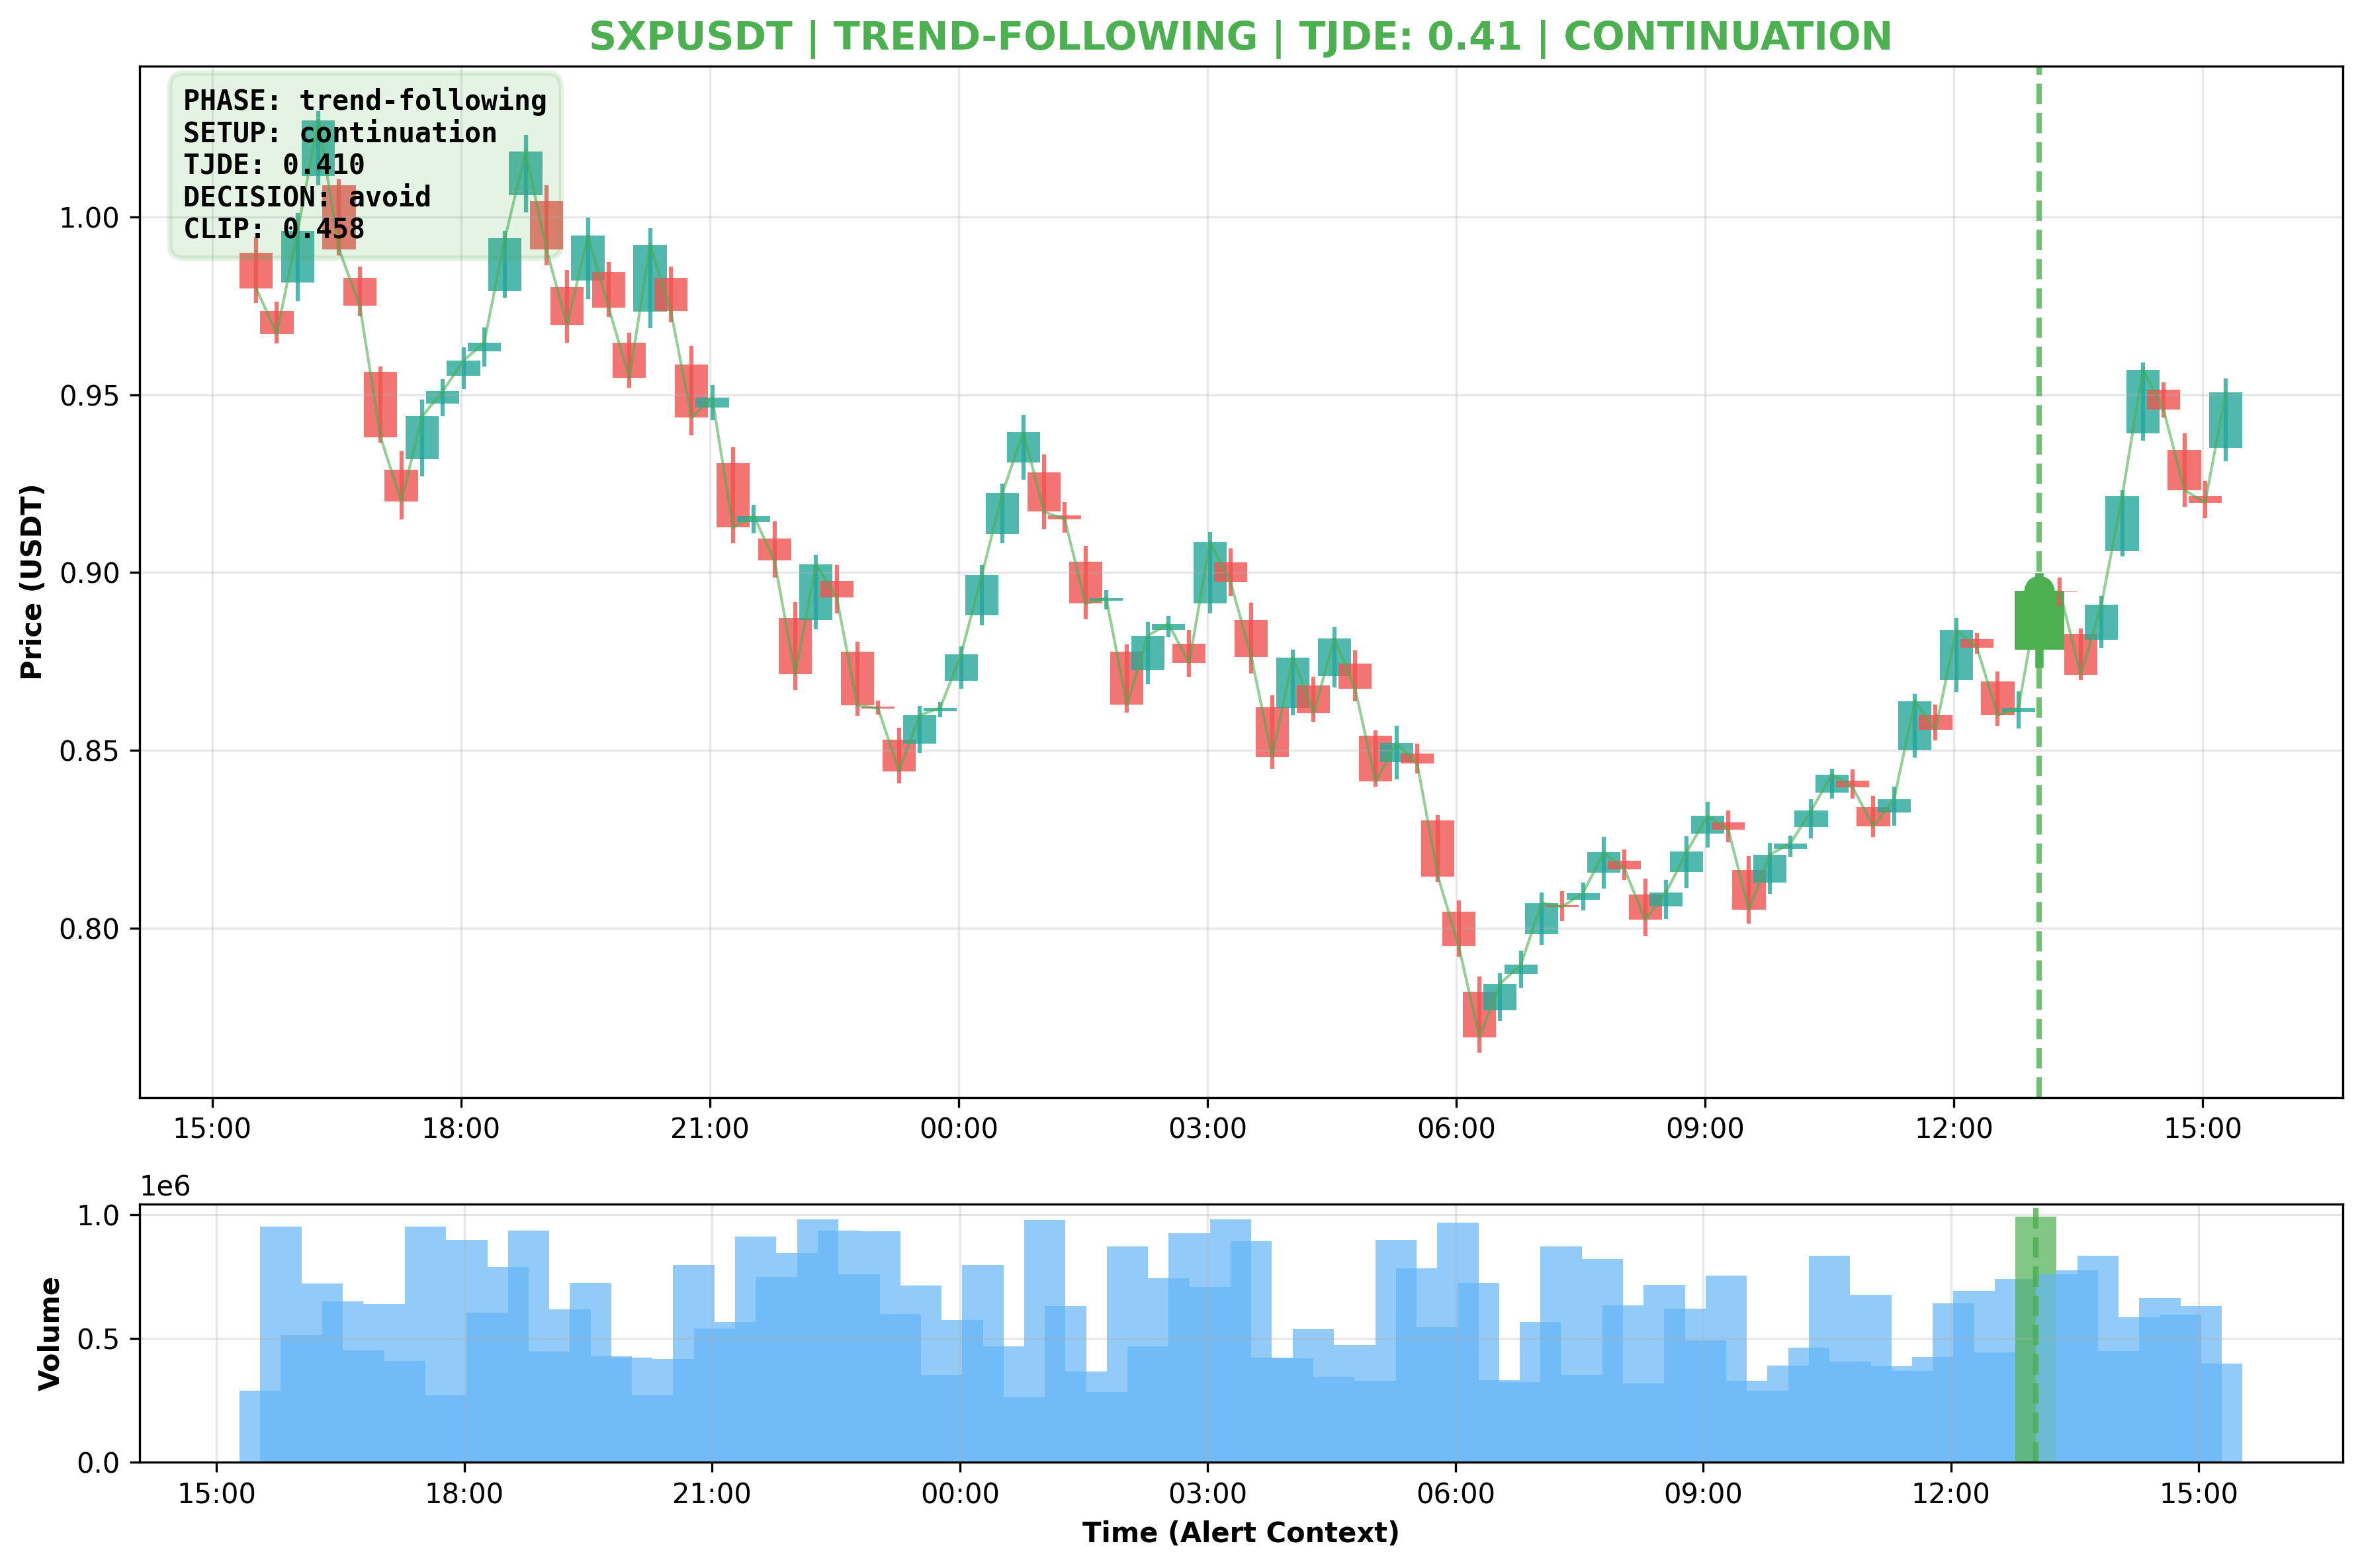 SXPUSDT | TREND-FOLLOWING | TJDE: 0.41 | CONTINUATION
PHASE: trend-following
SETUP: continuation
TJDE: 0.410
DECISION: avoid
CLIP: 0.458
Price (USDT)
1.00
0.95
0.90
0.85
0.80
15:00 18:00 21:00 00:00 03:00 06:00 09:00 12:00 15:00
1e6
Volume
1.0
0.5
0.0
15:00 18:00 21:00 00:00 03:00 06:00 09:00 12:00 15:00
Time (Alert Context)